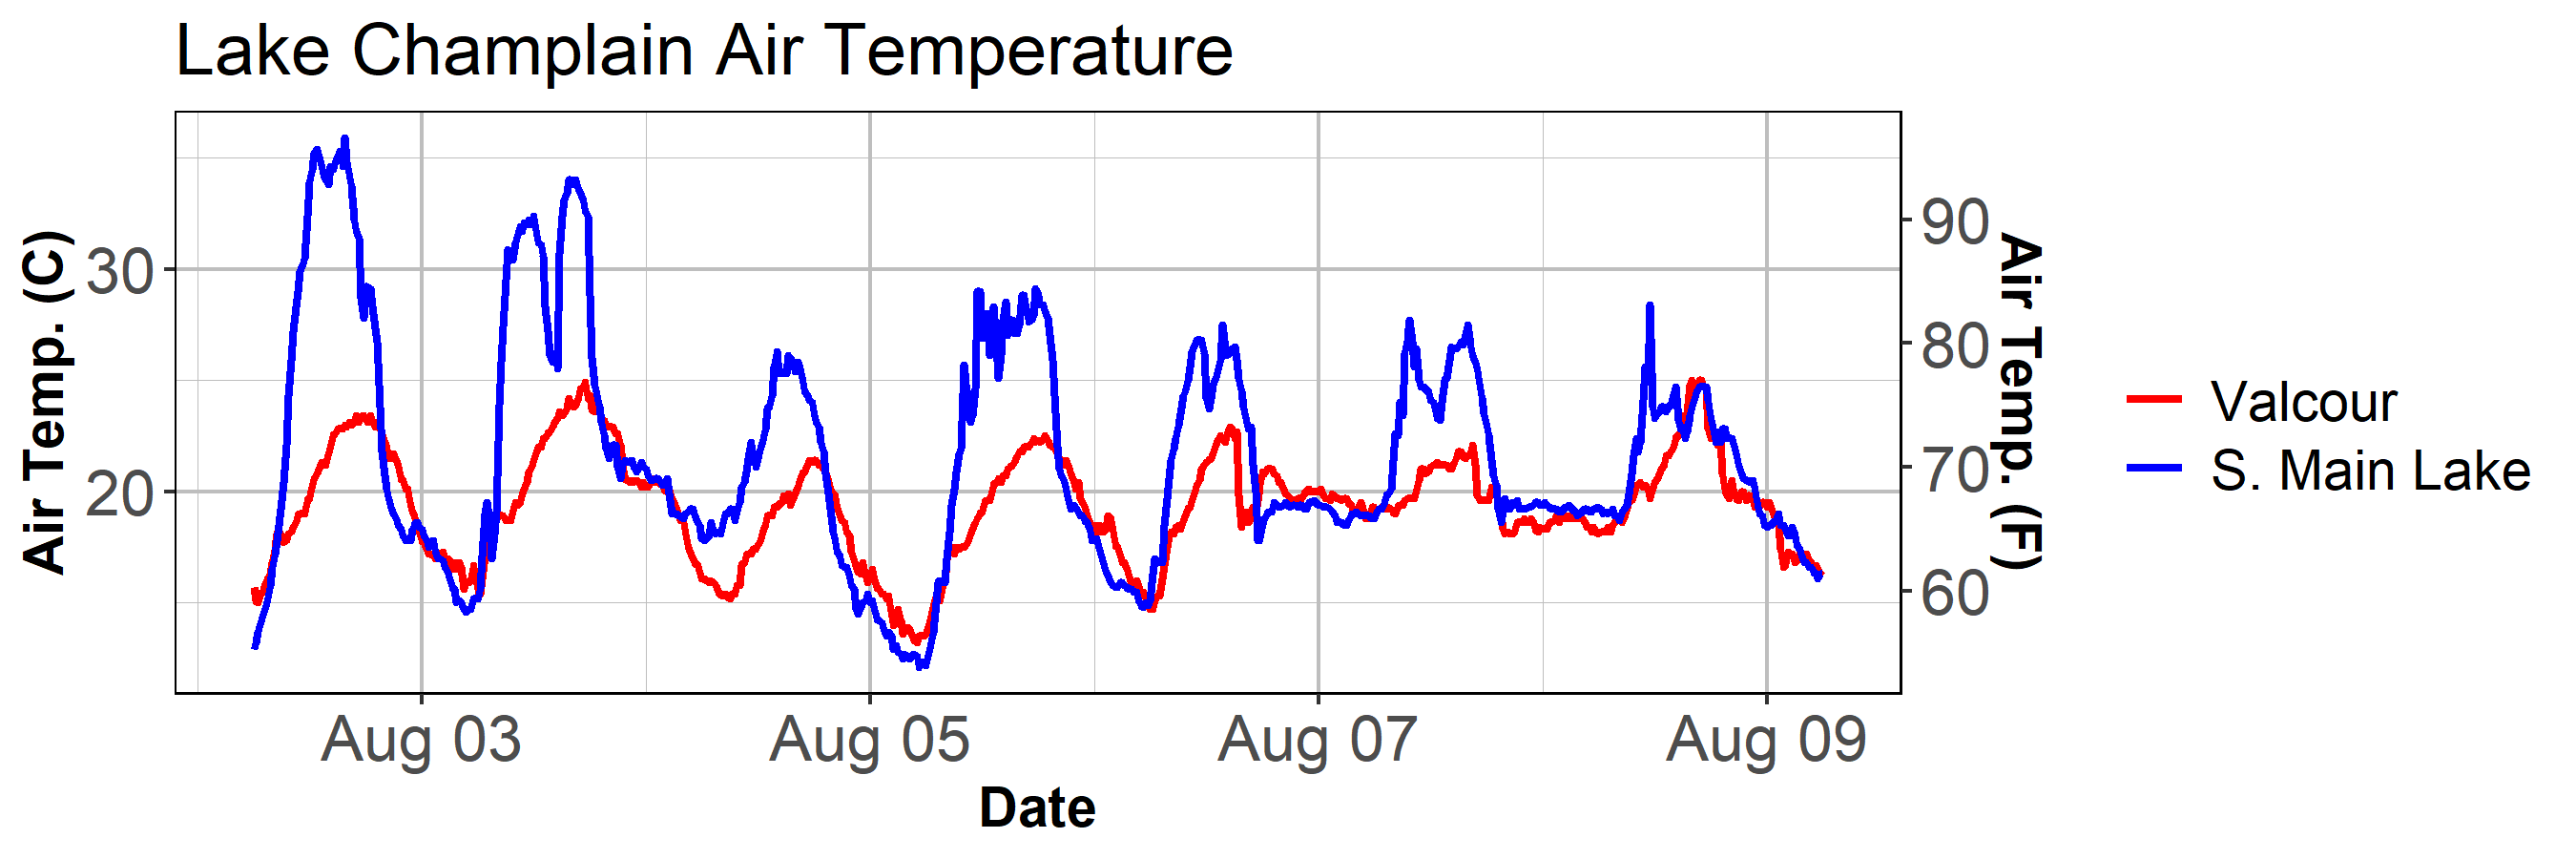 Lake Champlain Air Temperature
Air Temp. (C)
30
20
90
80
70
60
Air Temp. (F)
Valcour
S. Main Lake
Aug 03
Aug 05
Aug 07
Aug 09
Date